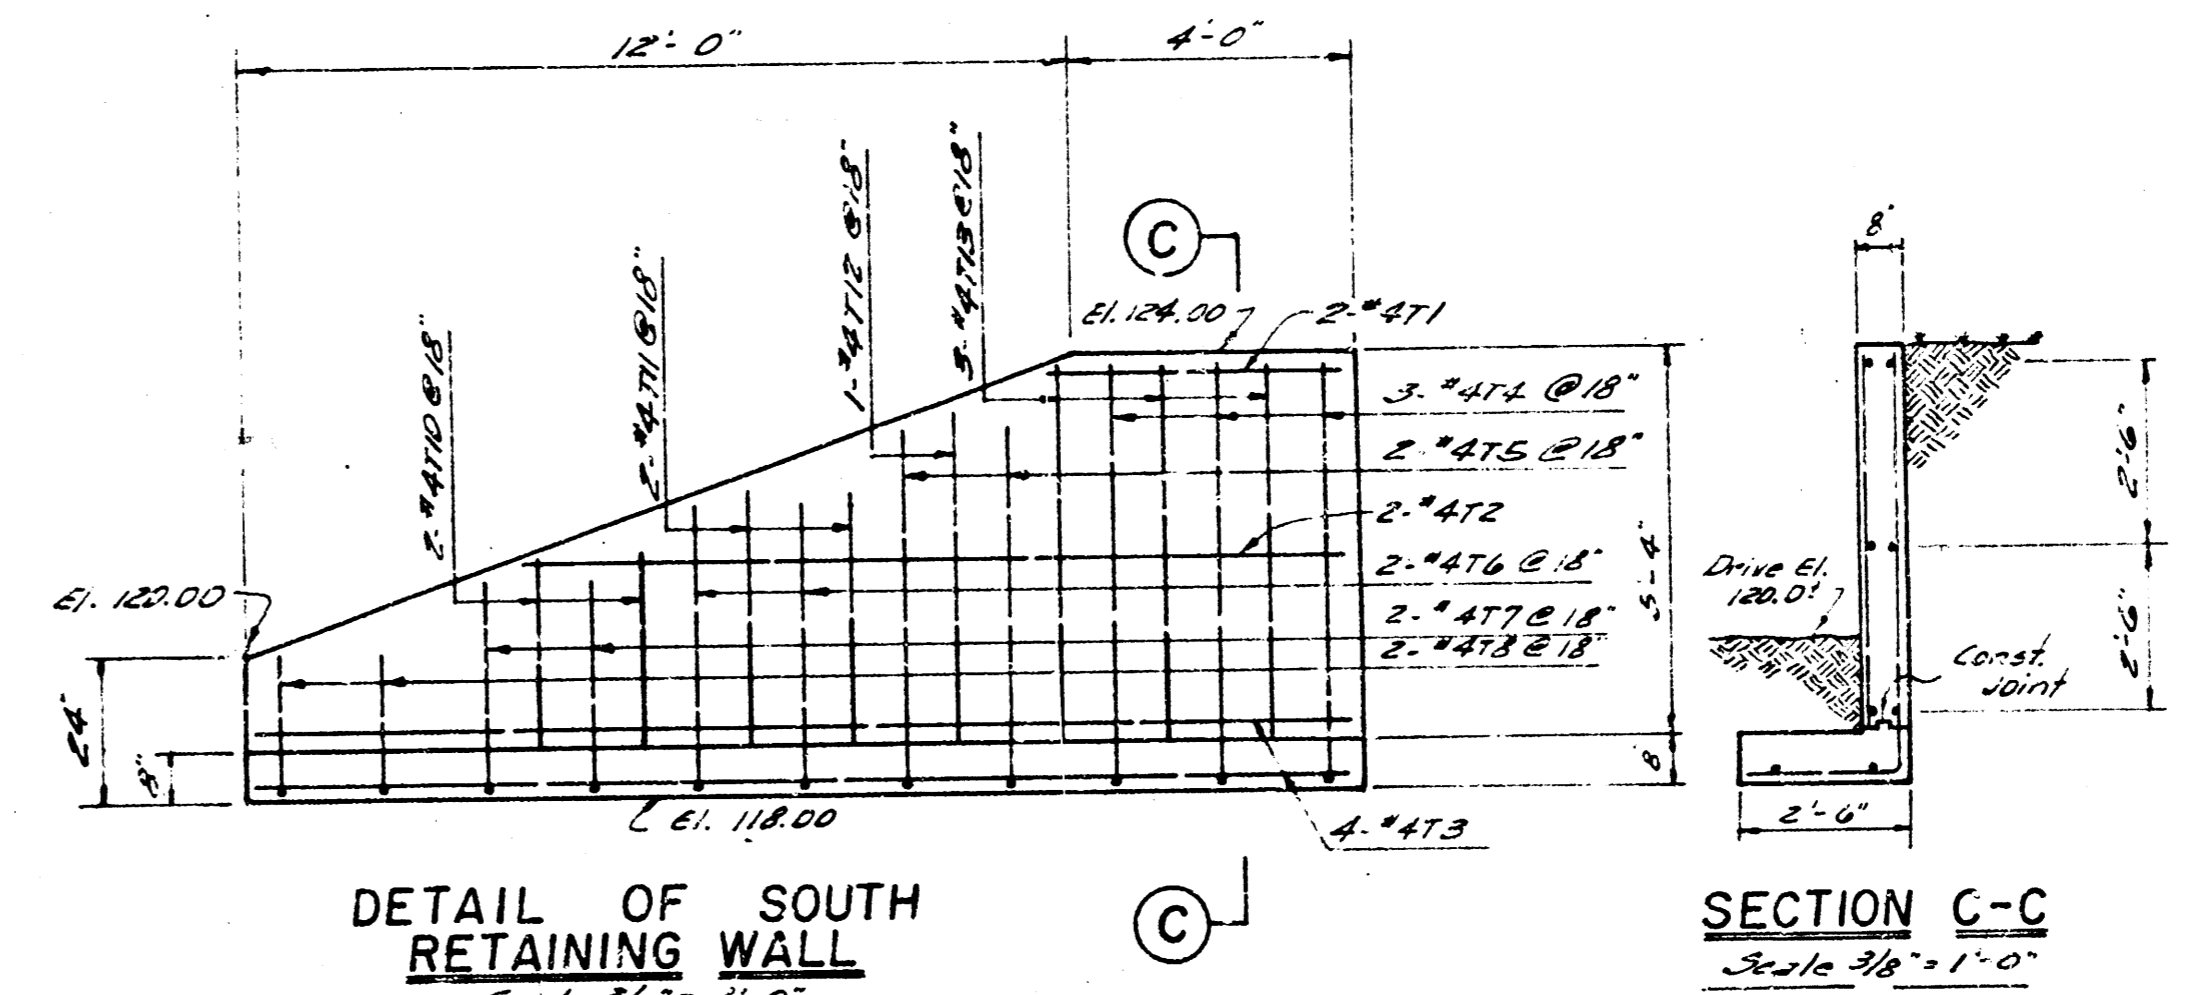 12'-0"
4'-0"
2-#4T10@18"
2-#4T11@18"
1-#4T12@18"
3-#4T13@18"
C
El. 124.00
2-#4T1
3-#4T4 @18"
2-#4T5 @18"
2-#4T2
2-#4T6 @18"
2-#4T7@18"
2-#4T8@18"
El. 120.00
24"
8"
5'-4"
8"
El. 118.00
4-#4T3
C
DETAIL OF SOUTH
RETAINING WALL
8"
2'-6"
2'-6"
Drive El.
120.0±
Const.
Joint
2'-6"
SECTION C-C
Scale 3/8"=1'-0"